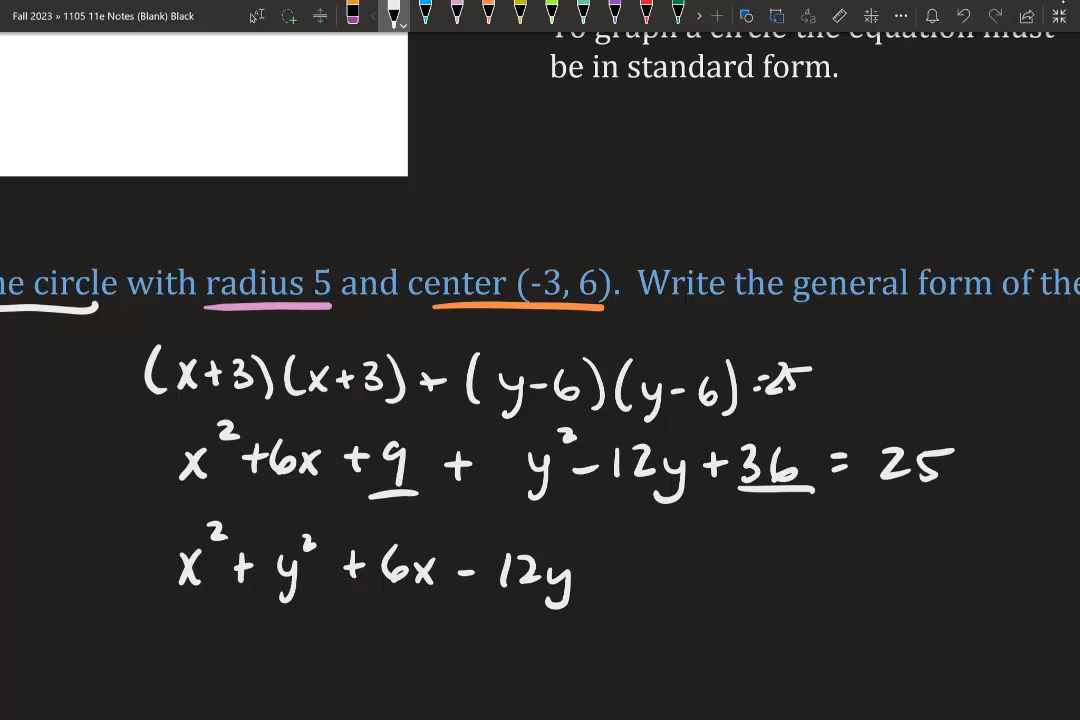 Fall 2023 » 1105 11e Notes (Blank) Black
be in standard form.
circle with radius 5 and center (-3, 6). Write the general form of the
(x+3)(x+3) + (y-6)(y-6) = 25
x² + 6x + 9 + y² - 12y + 36 = 25
x² + y² + 6x - 12y